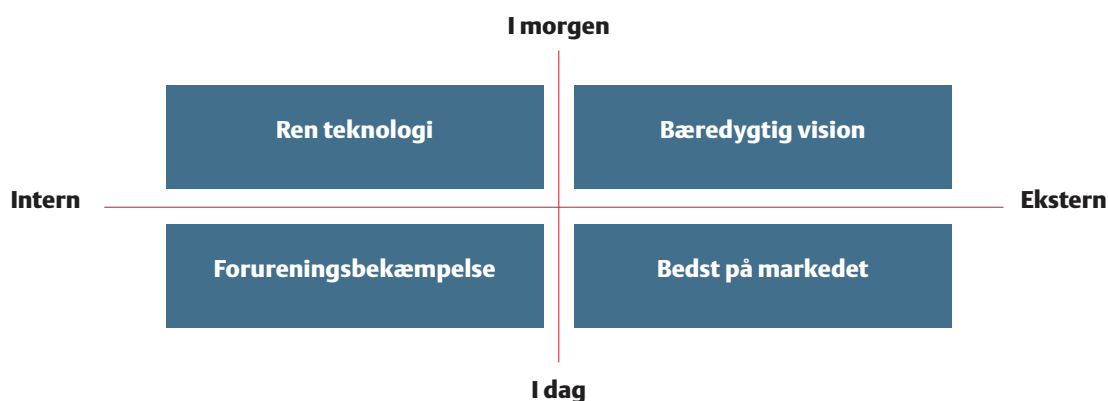 I morgen
Ren teknologi
Bæredygtig vision
Intern
Ekstern
Forureningsbekæmpelse
Bedst på markedet
I dag